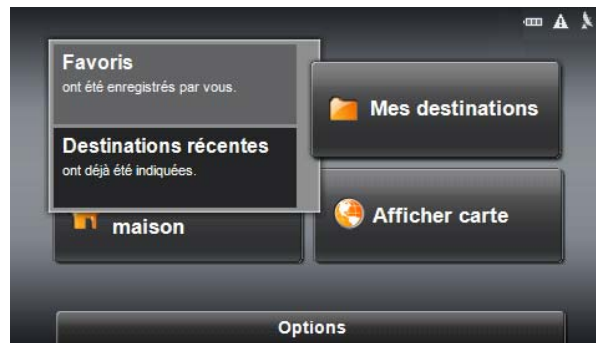 Favoris
ont été enregistrés par vous.
Mes destinations
Destinations récentes
ont déjà été indiquées.
maison
Afficher carte
Options